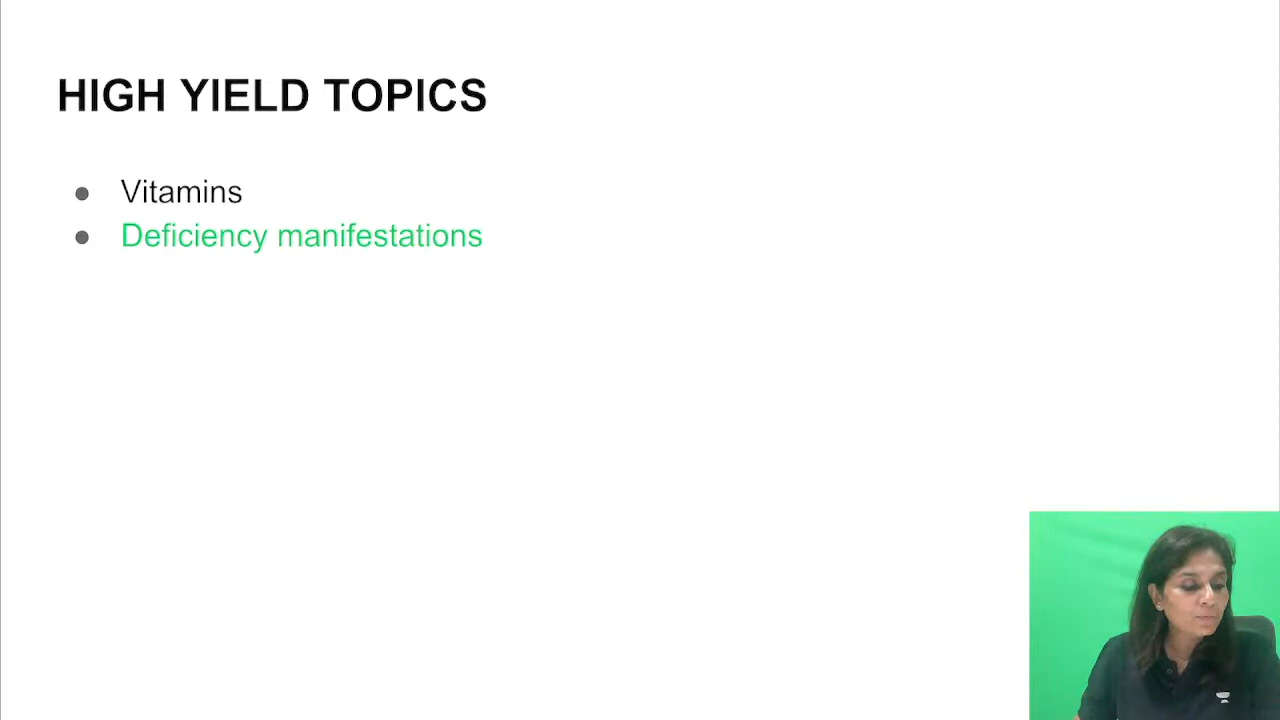 HIGH YIELD TOPICS
● Vitamins
● Deficiency manifestations